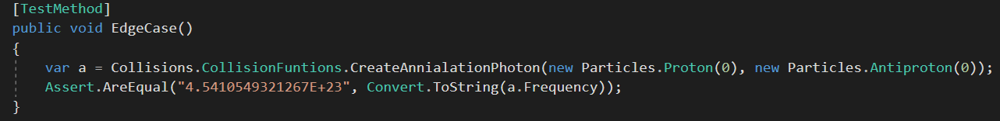 [TestMethod]
public void EdgeCase()
{
var a = Collisions.CollisionFuntions.CreateAnnialationPhoton(new Particles.Proton(0), new Particles.Antiproton(0));
Assert.AreEqual("4.5410549321267E+23", Convert.ToString(a.Frequency));
}